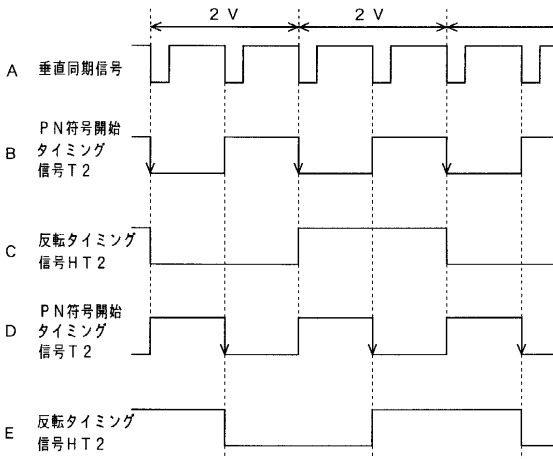 2 V
2 V
A 垂直同期信号
PN符号開始
B タイミング
信号T2
C 反転タイミング
信号HT2
PN符号開始
D タイミング
信号T2
E 反転タイミング
信号HT2